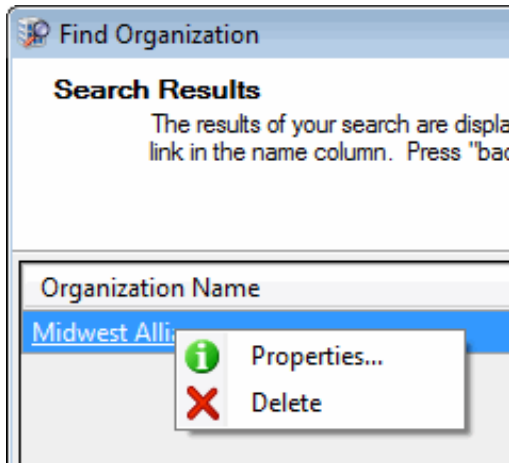 Find Organization
Search Results
The results of your search are displa
link in the name column. Press "bac
Organization Name
Midwest Alli
Properties...
Delete